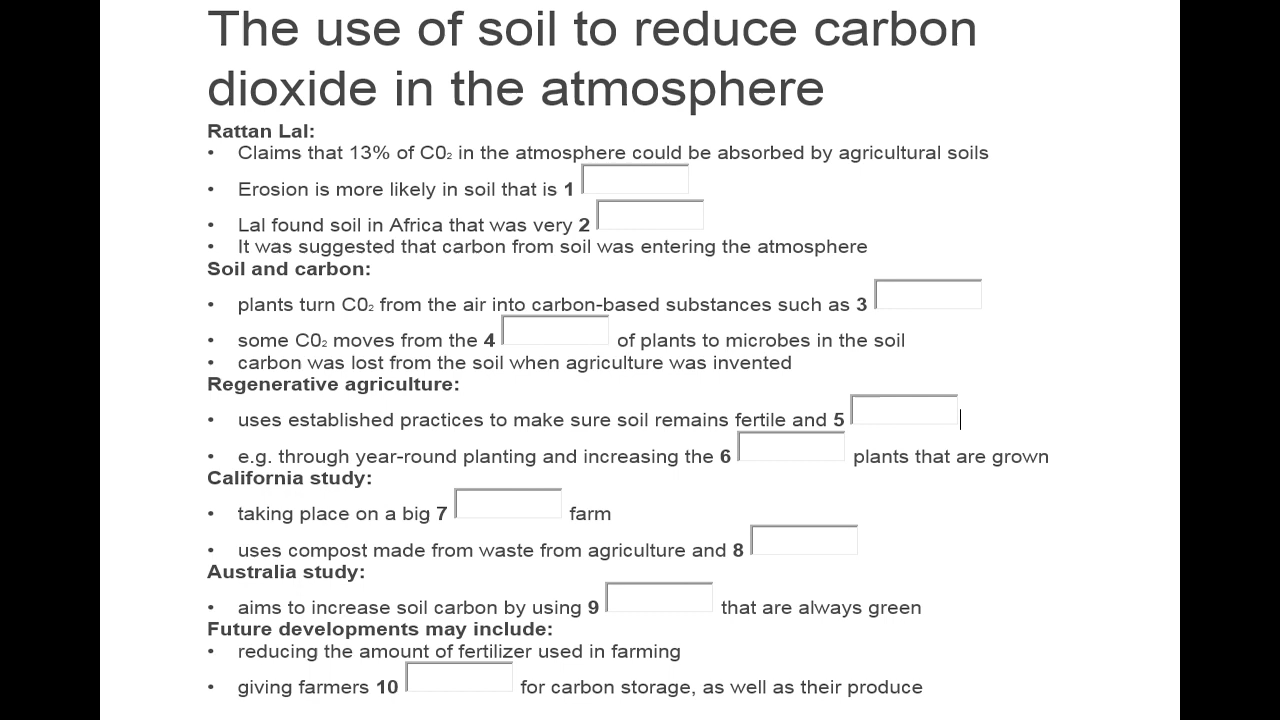 The use of soil to reduce carbon
dioxide in the atmosphere
Rattan Lal:
• Claims that 13% of C0₂ in the atmosphere could be absorbed by agricultural soils
• Erosion is more likely in soil that is 1
• Lal found soil in Africa that was very 2
• It was suggested that carbon from soil was entering the atmosphere
Soil and carbon:
• plants turn C0₂ from the air into carbon-based substances such as 3
• some C0₂ moves from the 4 of plants to microbes in the soil
• carbon was lost from the soil when agriculture was invented
Regenerative agriculture:
• uses established practices to make sure soil remains fertile and 5
• e.g. through year-round planting and increasing the 6 plants that are grown
California study:
• taking place on a big 7 farm
• uses compost made from waste from agriculture and 8
Australia study:
• aims to increase soil carbon by using 9 that are always green
Future developments may include:
• reducing the amount of fertilizer used in farming
• giving farmers 10 for carbon storage, as well as their produce